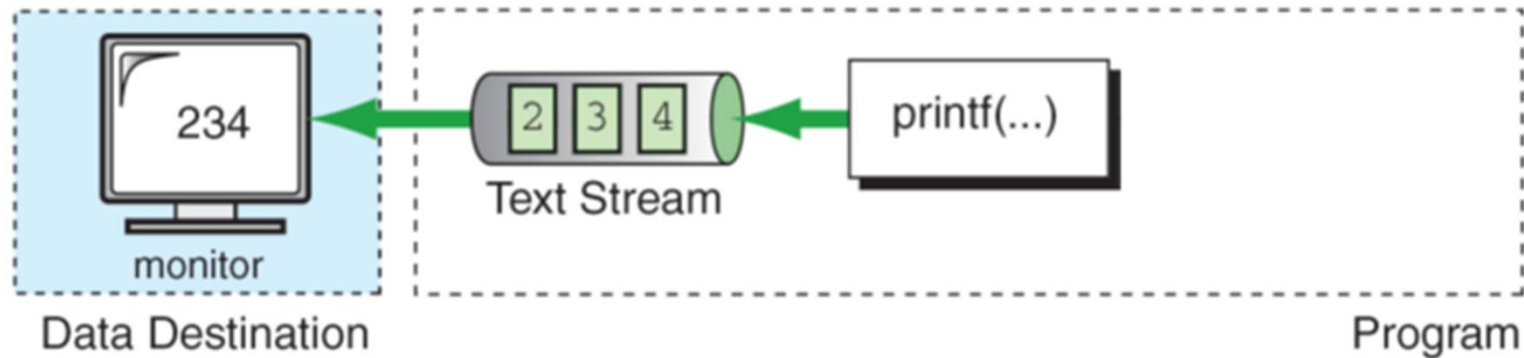 234
2 3 4
printf(...)
Text Stream
monitor
Data Destination
Program